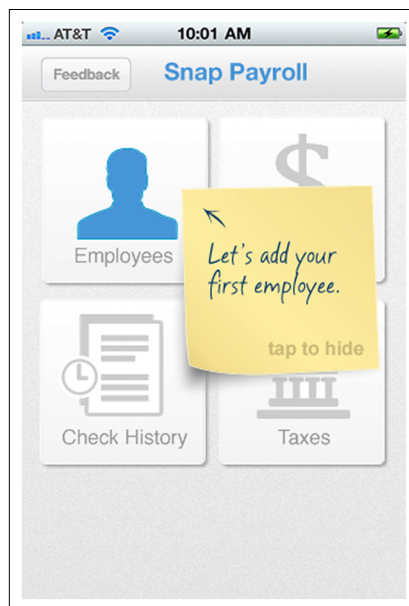 AT&T 10:01 AM
Feedback Snap Payroll
Employees
Let's add your
first employee.
tap to hide
Check History Taxes